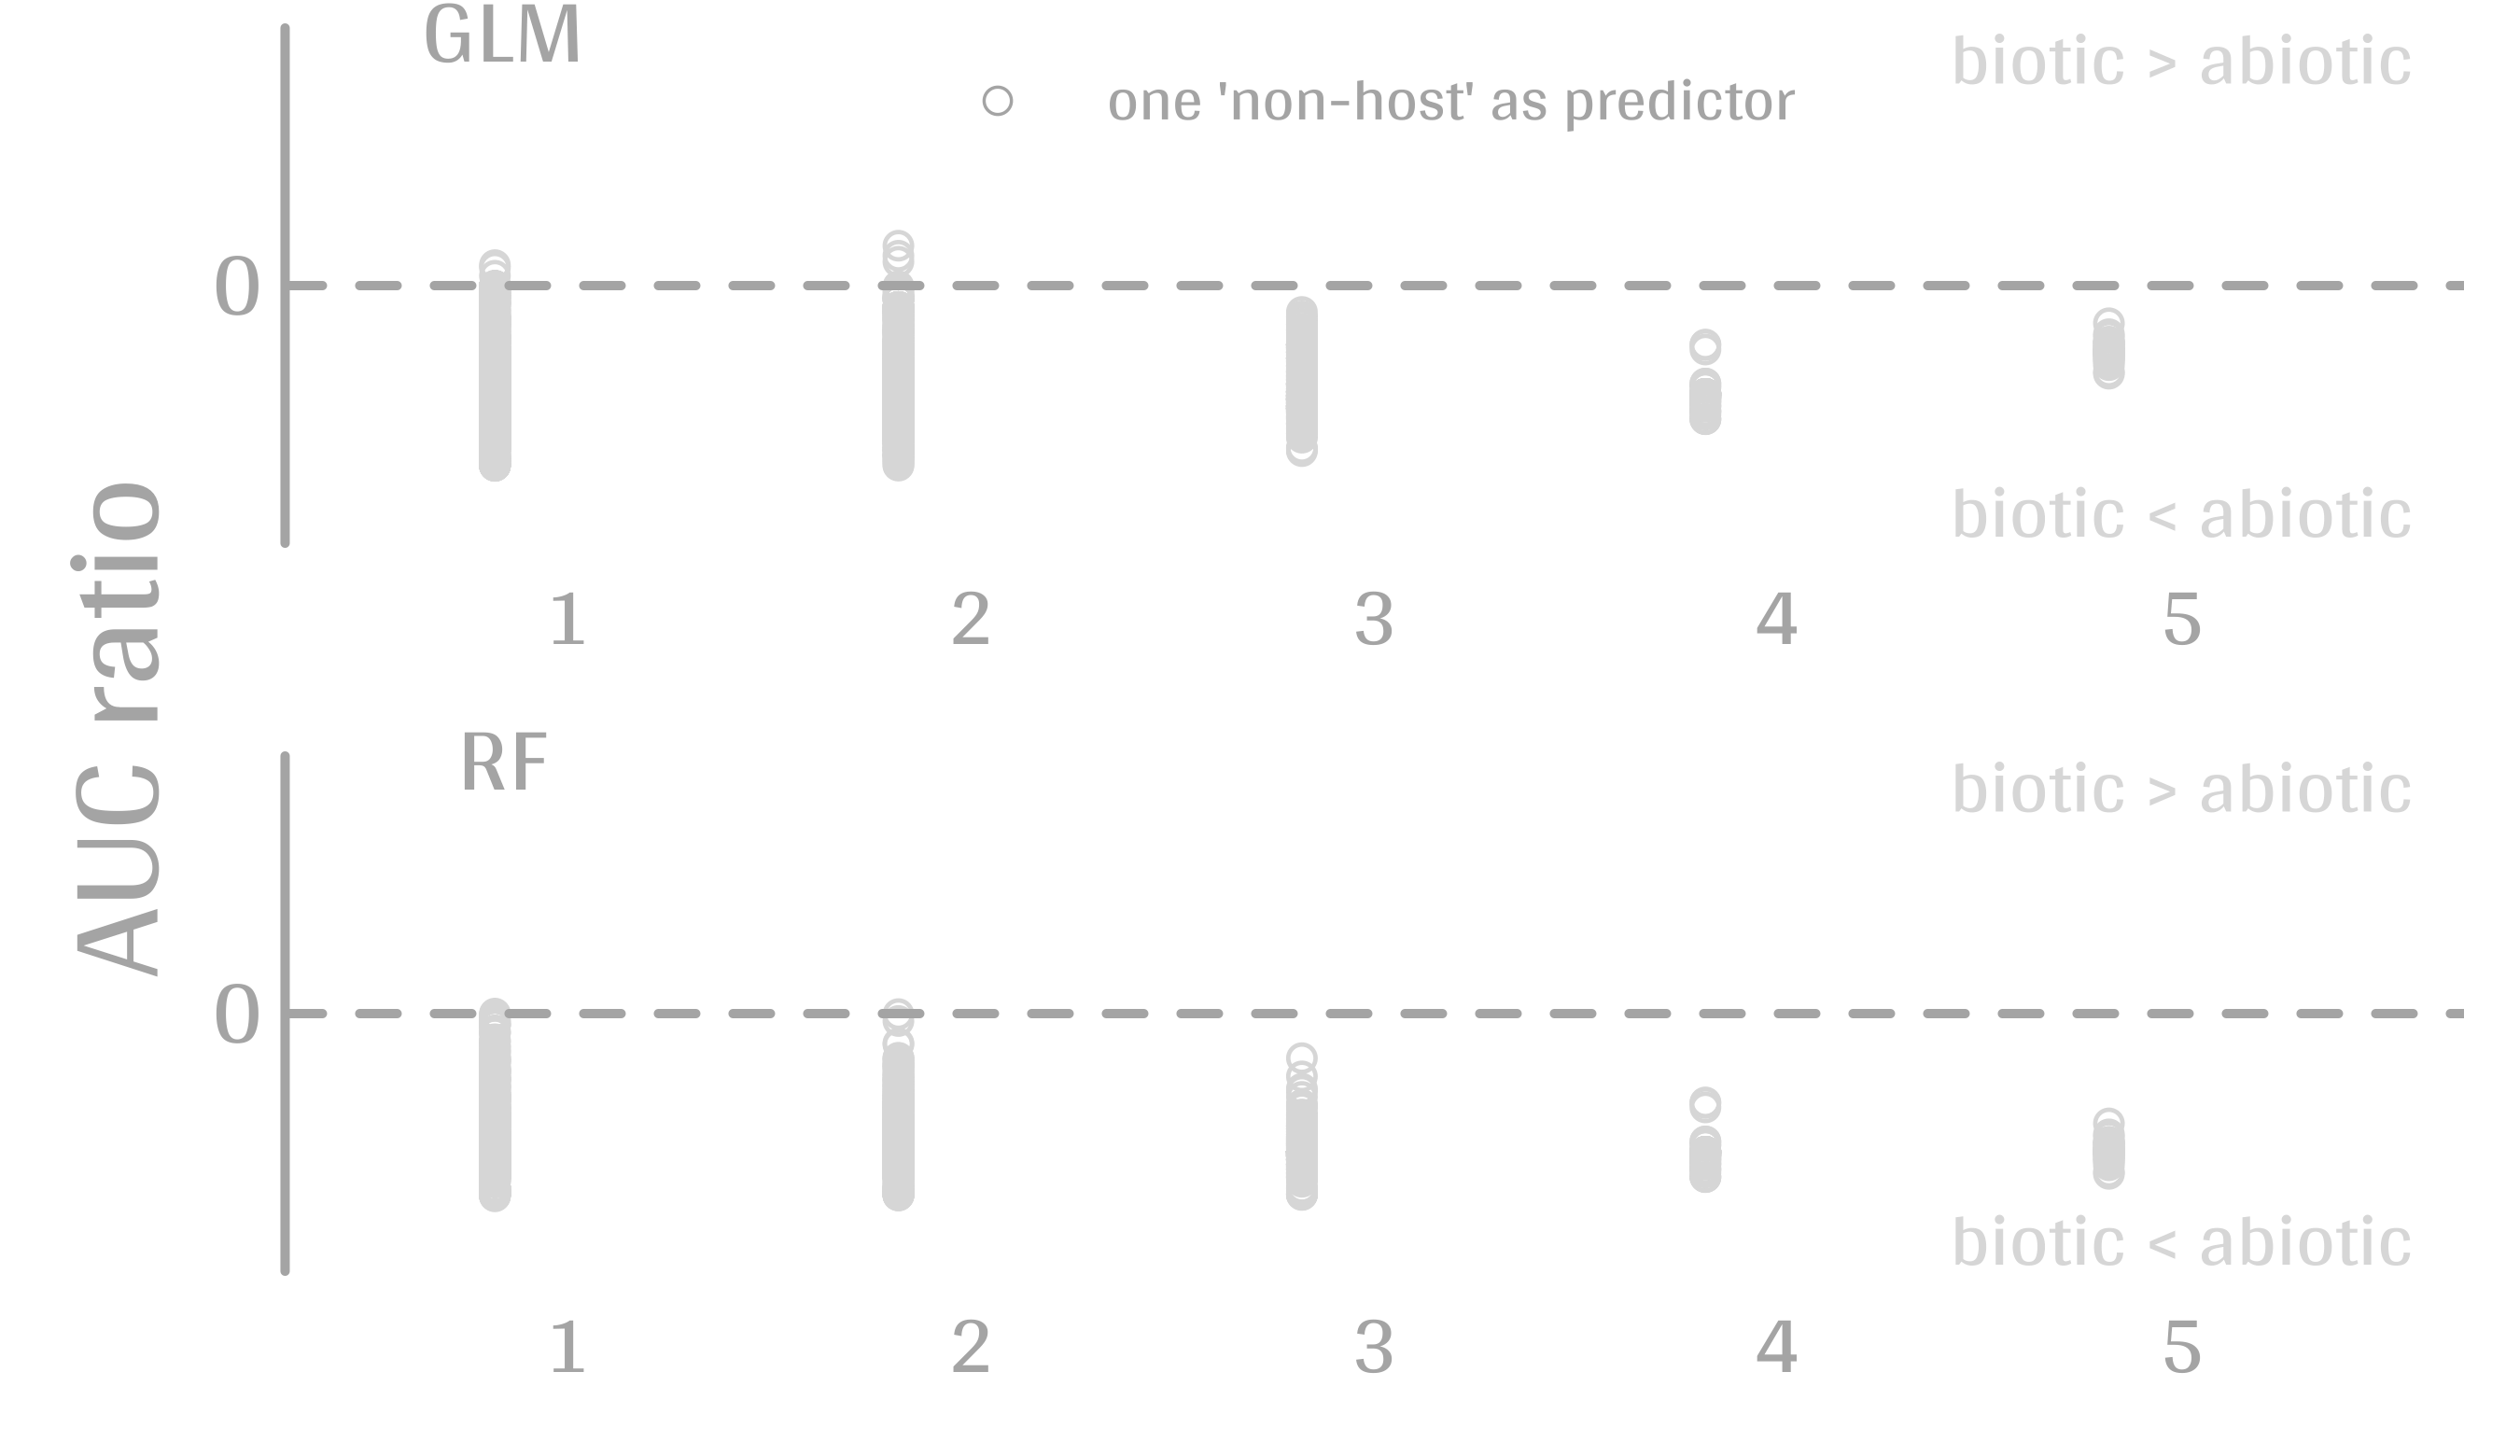 GLM
biotic > abiotic
one 'non-host' as predictor
0
biotic < abiotic
1 2 3 4 5
AUC ratio
RF
biotic > abiotic
0
biotic < abiotic
1 2 3 4 5